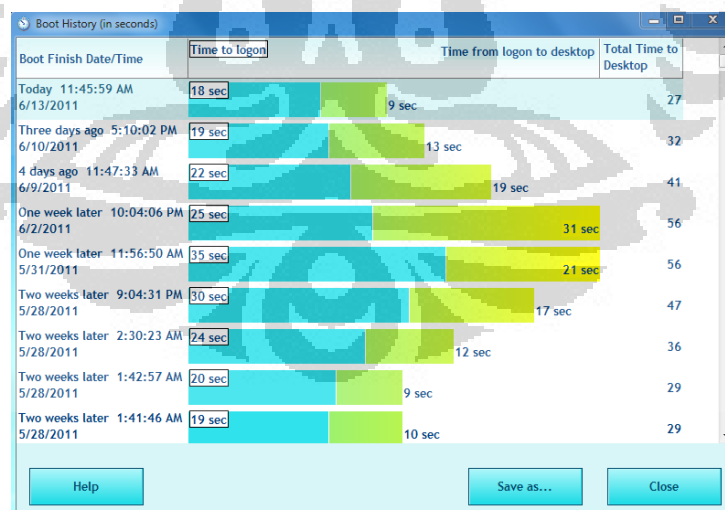 Boot History (in seconds)
Boot Finish Date/Time
Time to logon
Time from logon to desktop
Total Time to
Desktop
Today 11:45:59 AM
6/13/2011
18 sec
9 sec
27
Three days ago 5:10:02 PM
6/10/2011
19 sec
13 sec
32
4 days ago 11:47:33 AM
6/9/2011
22 sec
19 sec
41
One week later 10:04:06 PM
6/2/2011
25 sec
31 sec
56
One week later 11:56:50 AM
5/31/2011
35 sec
21 sec
56
Two weeks later 9:04:31 PM
5/28/2011
30 sec
17 sec
47
Two weeks later 2:30:23 AM
5/28/2011
24 sec
12 sec
36
Two weeks later 1:42:57 AM
5/28/2011
20 sec
9 sec
29
Two weeks later 1:41:46 AM
5/28/2011
19 sec
10 sec
29
Help
Save as...
Close